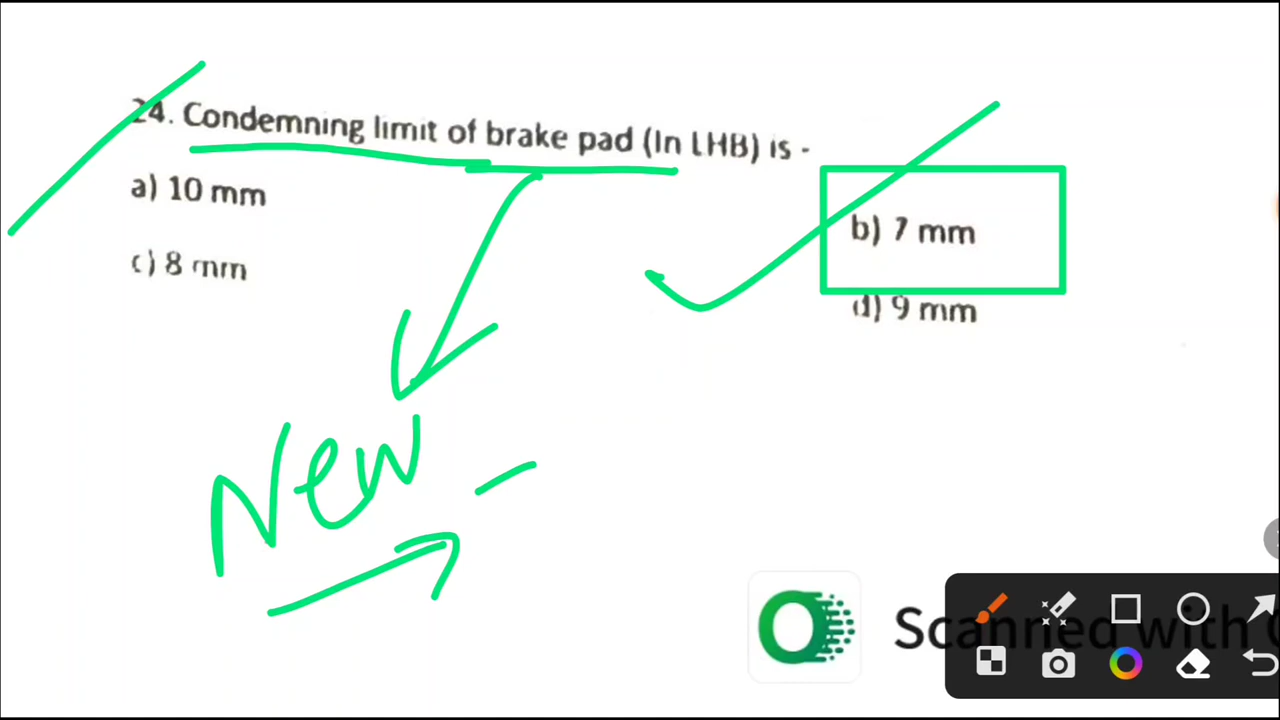 24. Condemning limit of brake pad (In LHB) is -
a) 10 mm
b) 7 mm
c) 8 mm
d) 9 mm
New -
Scanned with